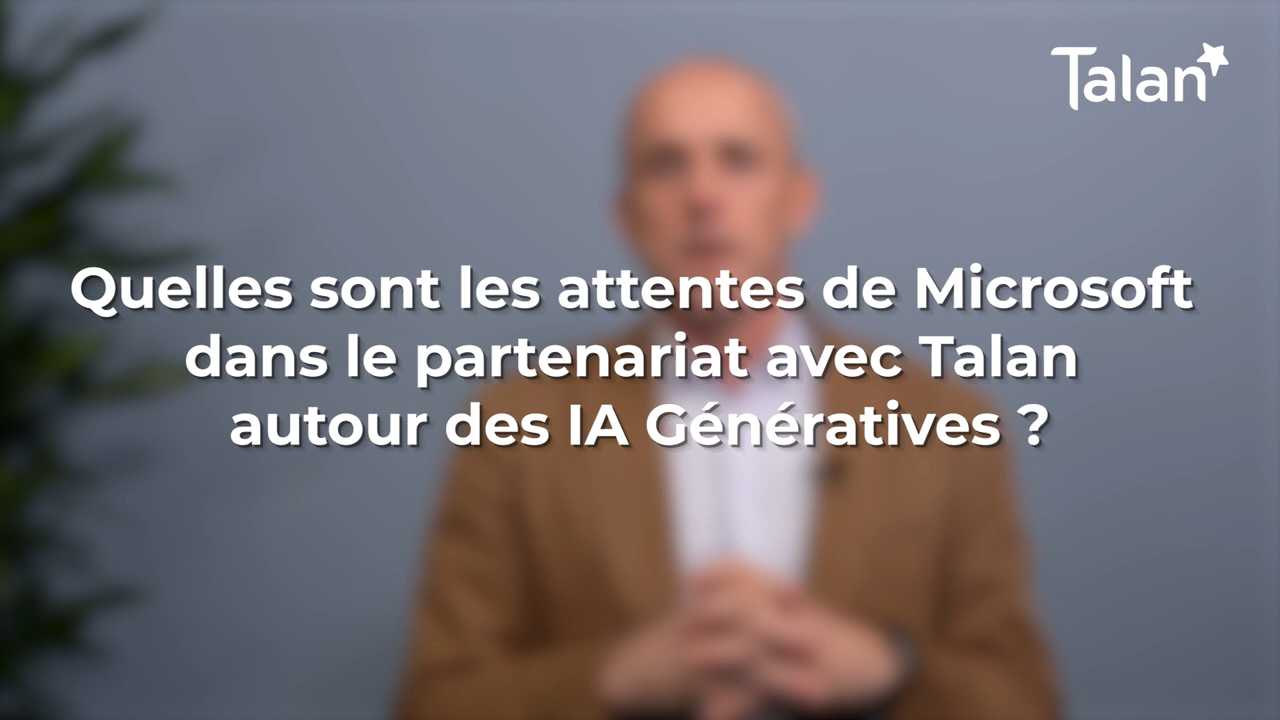 Talan
Quelles sont les attentes de Microsoft
dans le partenariat avec Talan
autour des IA Génératives ?